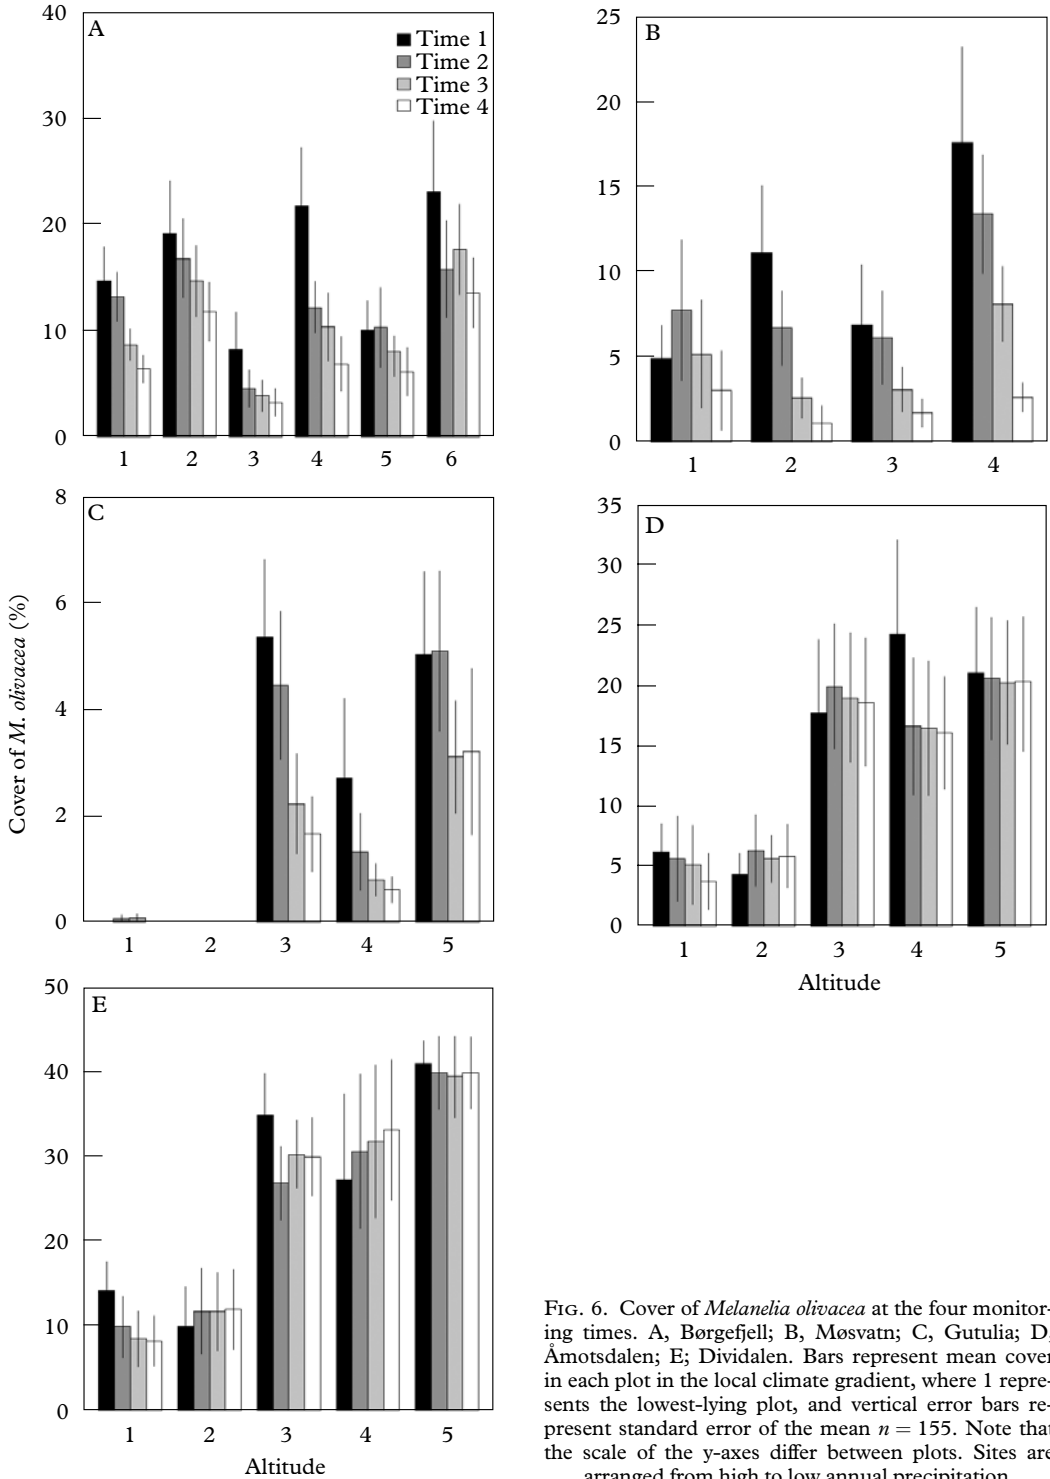 A
Time 1
Time 2
Time 3
Time 4
40
30
20
10
0
1 2 3 4 5 6
B
25
20
15
10
5
0
1 2 3 4
Cover of M. olivacea (%)
C
8
6
4
2
0
1 2 3 4 5
D
35
30
25
20
15
10
5
0
1 2 3 4 5
Altitude
E
50
40
30
20
10
0
1 2 3 4 5
Altitude
FIG. 6. Cover of Melanelia olivacea at the four monitor-
ing times. A, Børgefjell; B, Møsvatn; C, Gutulia; D,
Åmotsdalen; E; Dividalen. Bars represent mean cover
in each plot in the local climate gradient, where 1 repre-
sents the lowest-lying plot, and vertical error bars re-
present standard error of the mean n = 155. Note that
the scale of the y-axes differ between plots. Sites are
arranged from high to low annual precipitation